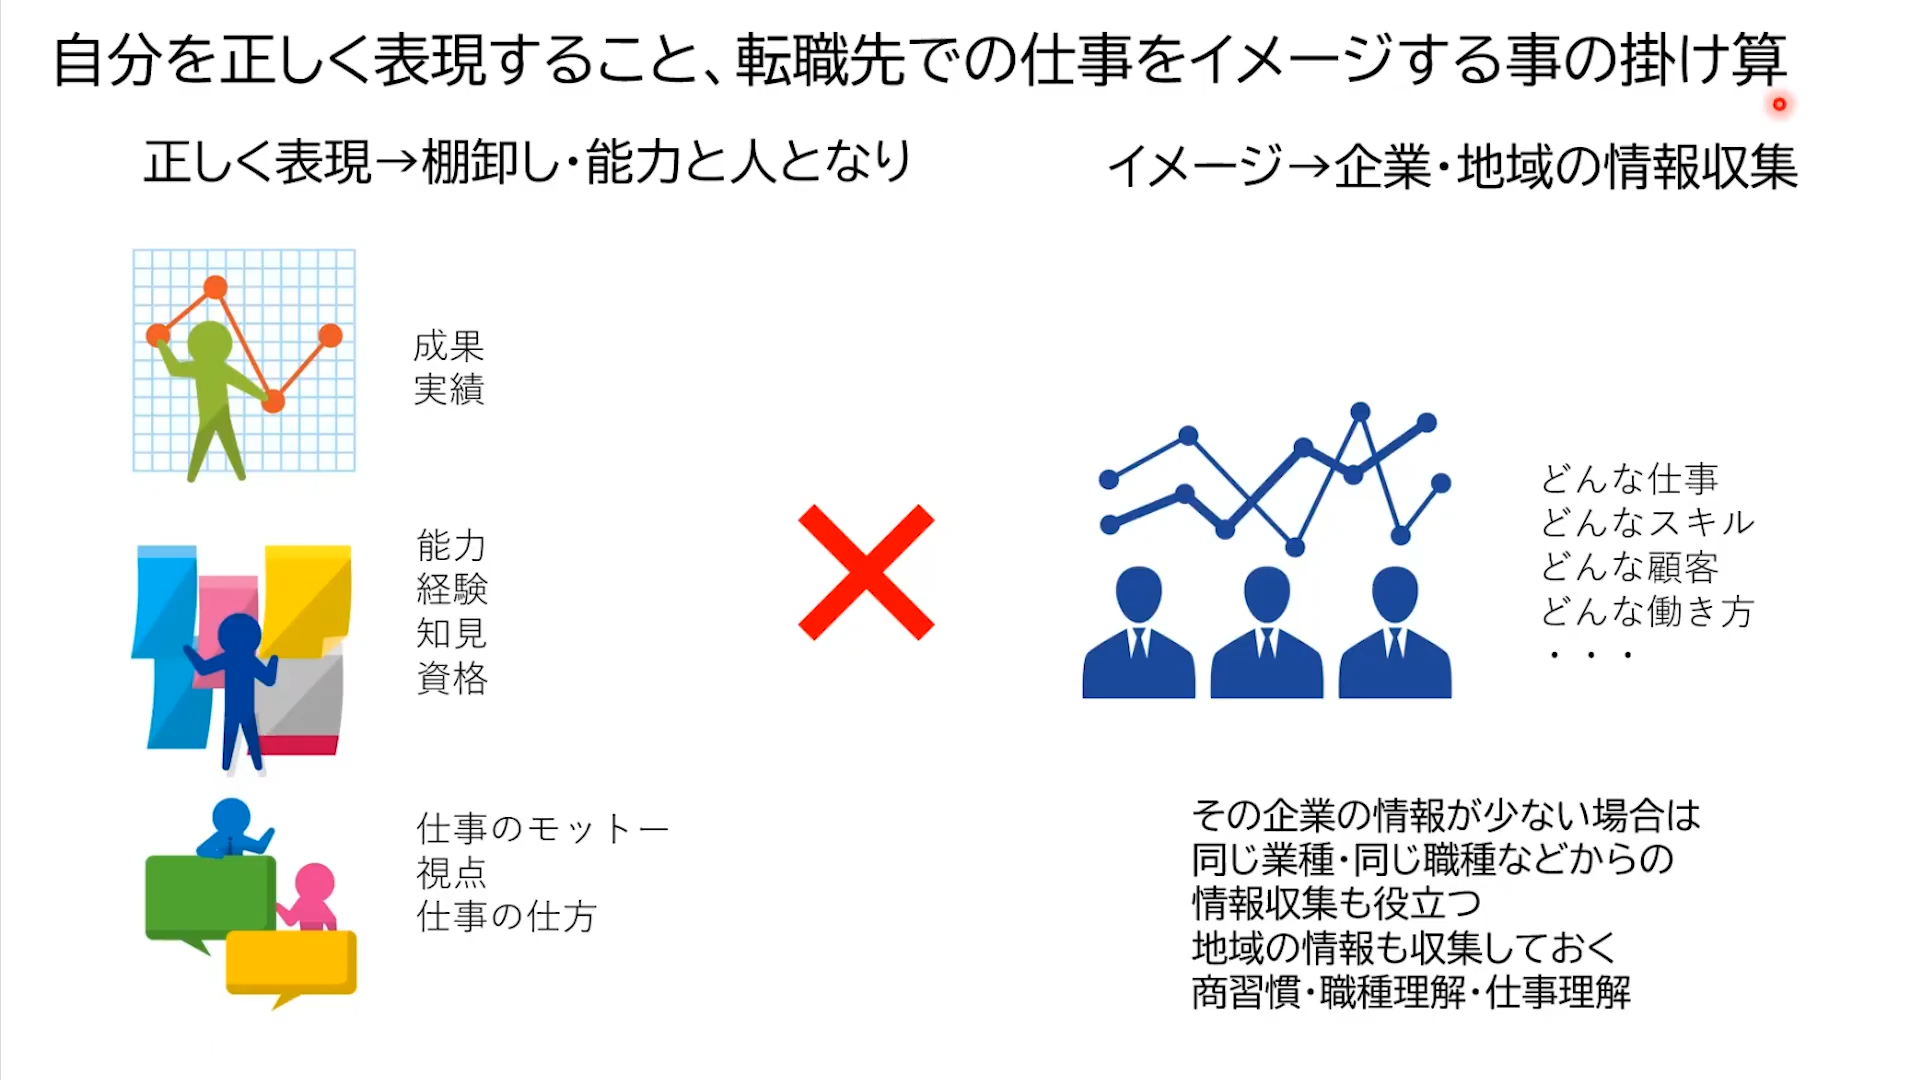 自分を正しく表現すること、転職先での仕事をイメージする事の掛け算
正しく表現→棚卸し・能力と人となり
イメージ→企業・地域の情報収集
成果
実績
能力
経験
知見
資格
仕事のモットー
視点
仕事の仕方
どんな仕事
どんなスキル
どんな顧客
どんな働き方
・・・
その企業の情報が少ない場合は
同じ業種・同じ職種などからの
情報収集も役立つ
地域の情報も収集しておく
商習慣・職種理解・仕事理解